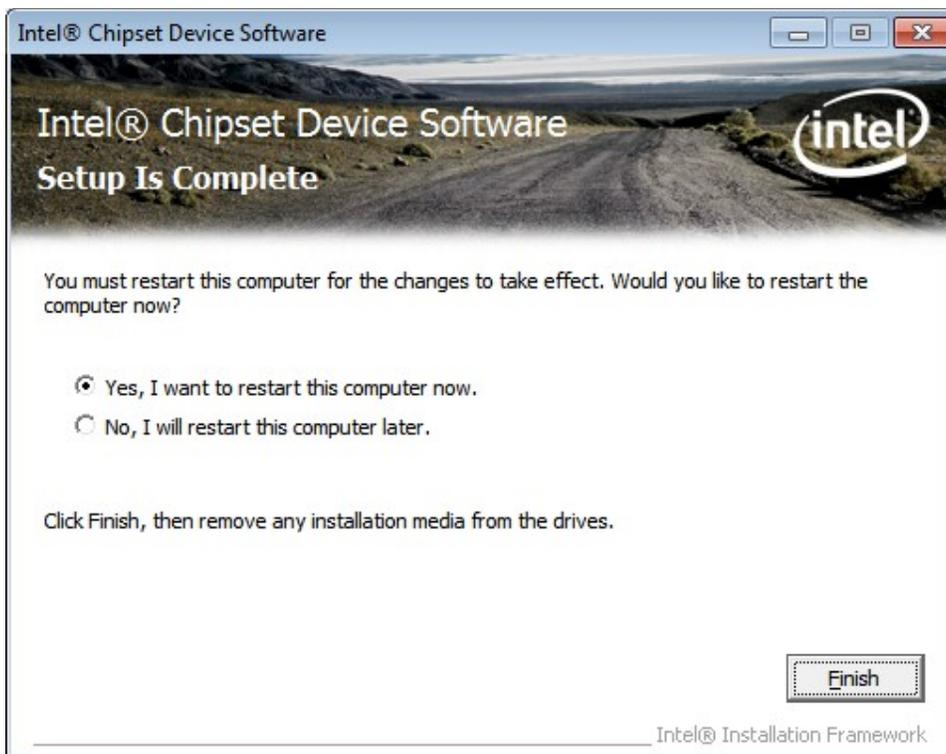 Intel® Chipset Device Software
Intel® Chipset Device Software
intel
Setup Is Complete
You must restart this computer for the changes to take effect. Would you like to restart the
computer now?
Yes, I want to restart this computer now.
No, I will restart this computer later.
Click Finish, then remove any installation media from the drives.
Finish
Intel® Installation Framework